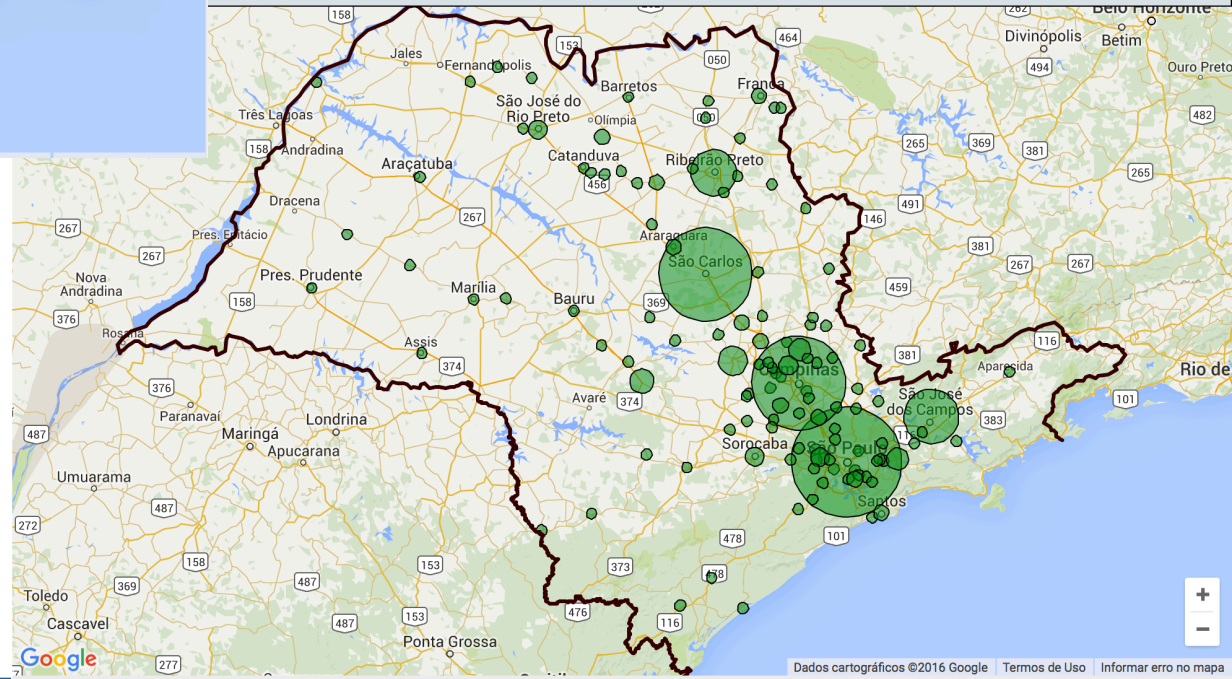 158
262
Belo Horizonte
153
464
Divinópolis
Betim
Jales
050
Fernandópolis
494
Ouro Preto
Barretos
Franca
São José do
Rio Preto
Três Lagoas
Olímpia
482
265
369
381
158
Andradina
Catanduva
Ribeirão Preto
Araçatuba
456
265
Dracena
491
267
146
267
Pres. Epitácio
Araraquara
381
267
São Carlos
267
267
Nova
Andradina
Pres. Prudente
Marília
459
158
Bauru
369
376
Rosana
116
Assis
381
374
Campinas
Aparecida
Rio de
376
São José
dos Campos
Avaré
374
101
Paranavaí
Londrina
383
487
Maringá
Sorocaba
São Paulo
Apucarana
Umuarama
Santos
487
272
101
478
158
153
373
478
369
487
Toledo
476
153
116
487
Cascavel
Ponta Grossa
277
Google
+
−
Dados cartográficos ©2016 Google
Termos de Uso
Informar erro no mapa